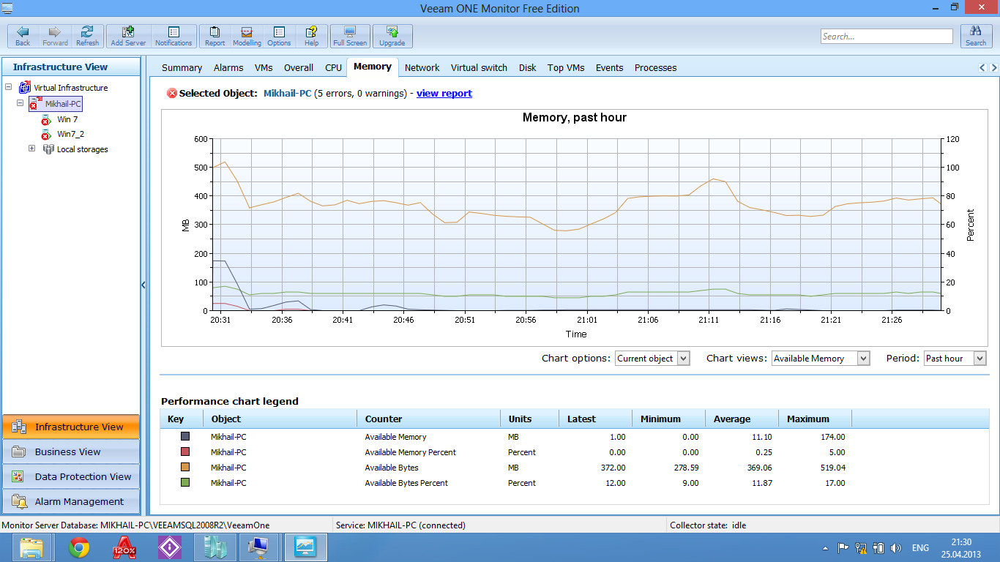 Veeam ONE Monitor Free Edition
Back Forward Refresh Add Server Notifications Report Modelling Options Help Full Screen Upgrade Search... Search
Infrastructure View
Summary Alarms VMs Overall CPU Memory Network Virtual switch Disk Top VMs Events Processes
Virtual Infrastructure
Mikhail-PC
Win 7
Win7_2
Local storages
Selected Object: Mikhail-PC (5 errors, 0 warnings) - view report
Memory, past hour
600 120
500 100
400 80
MB
300 60
Percent
200 40
100 20
0 0
20:31 20:36 20:41 20:46 20:51 20:56 21:01 21:06 21:11 21:16 21:21 21:26
Time
Chart options: Current object Chart views: Available Memory Period: Past hour
Performance chart legend
Key Object Counter Units Latest Minimum Average Maximum
Mikhail-PC Available Memory MB 1.00 0.00 11.10 174.00
Mikhail-PC Available Memory Percent Percent 0.00 0.00 0.25 5.00
Mikhail-PC Available Bytes MB 372.00 278.59 369.06 519.04
Mikhail-PC Available Bytes Percent Percent 12.00 9.00 11.87 17.00
Infrastructure View
Business View
Data Protection View
Alarm Management
Monitor Server Database: MIKHAIL-PC\VEEAMSQL2008R2\VeeamOne Service: MIKHAIL-PC (connected) Collector state: idle
120%
ENG
21:30
25.04.2013